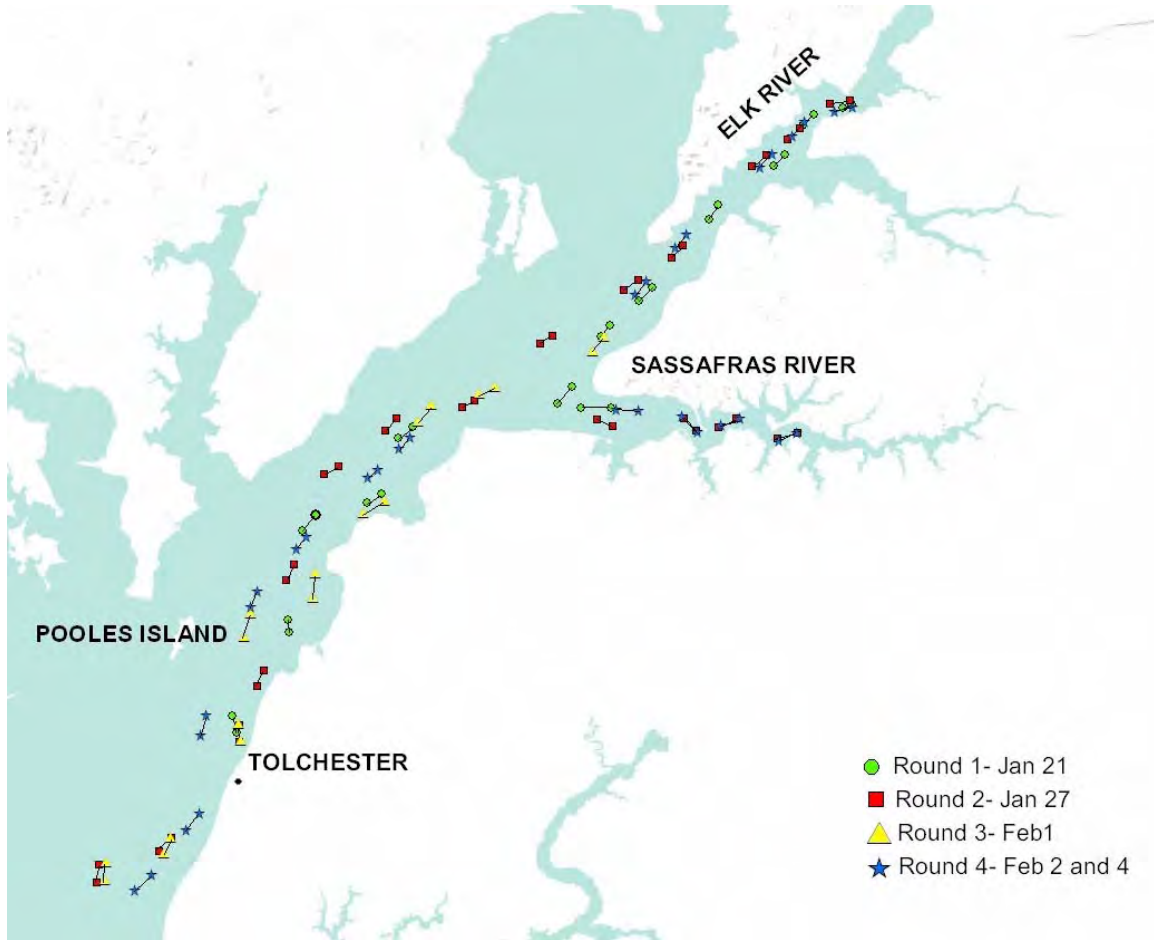 ELK RIVER
SASSAFRAS RIVER
POOLES ISLAND
TOLCHESTER
Round 1- Jan 21
Round 2- Jan 27
Round 3- Feb1
Round 4- Feb 2 and 4